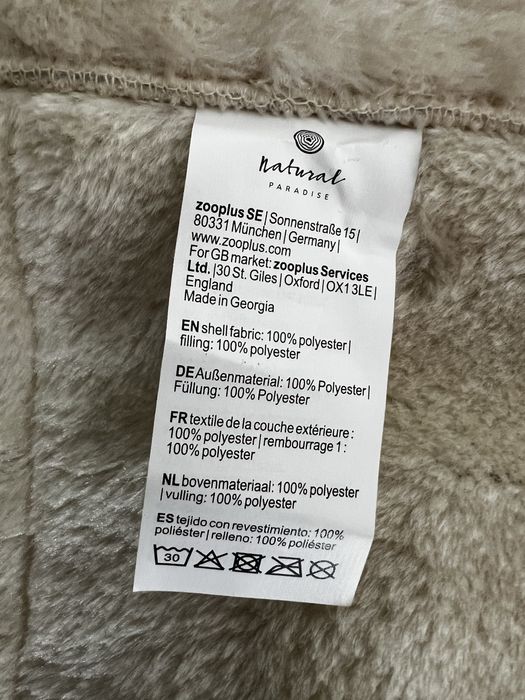 Natural
PARADISE
zooplus SE | Sonnenstraße 15 |
80331 München | Germany |
www.zooplus.com
For GB market: zooplus Services
Ltd. | 30 St. Giles | Oxford | OX1 3LE |
England
Made in Georgia
EN shell fabric: 100% polyester |
filling: 100% polyester
DE Außenmaterial: 100% Polyester |
Füllung: 100% Polyester
FR textile de la couche extérieure :
100% polyester | rembourrage 1 :
100% polyester
NL bovenmateriaal: 100% polyester
| vulling: 100% polyester
ES tejido con revestimiento: 100%
poliéster | relleno: 100% poliéster
30